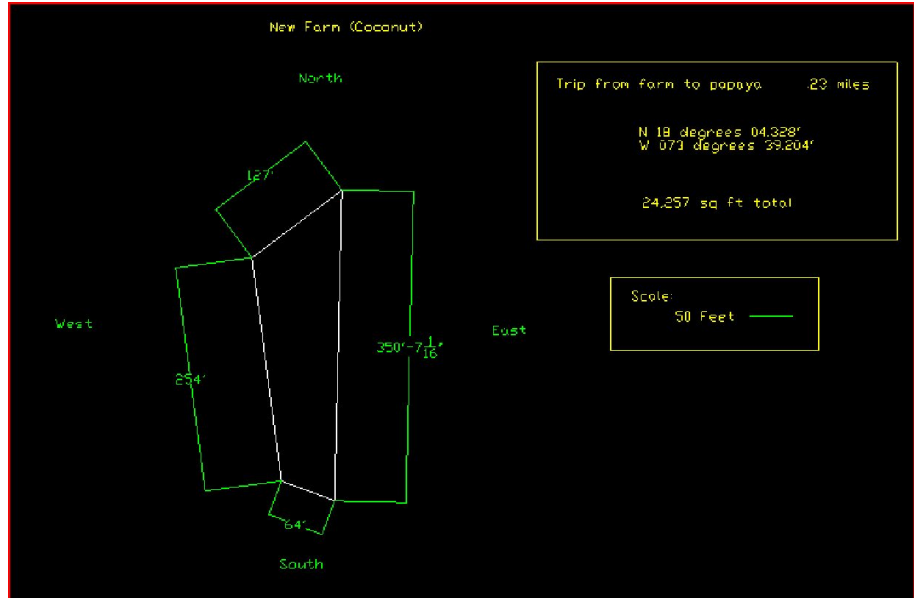 New Farm (Coconut)
North
Trip from farm to papaya .23 miles
N 18 degrees 04.328'
W 073 degrees 39.204'
24,257 sq ft total
127'
Scale:
50 Feet
West
East
350'-7 1/16"
254'
64'
South